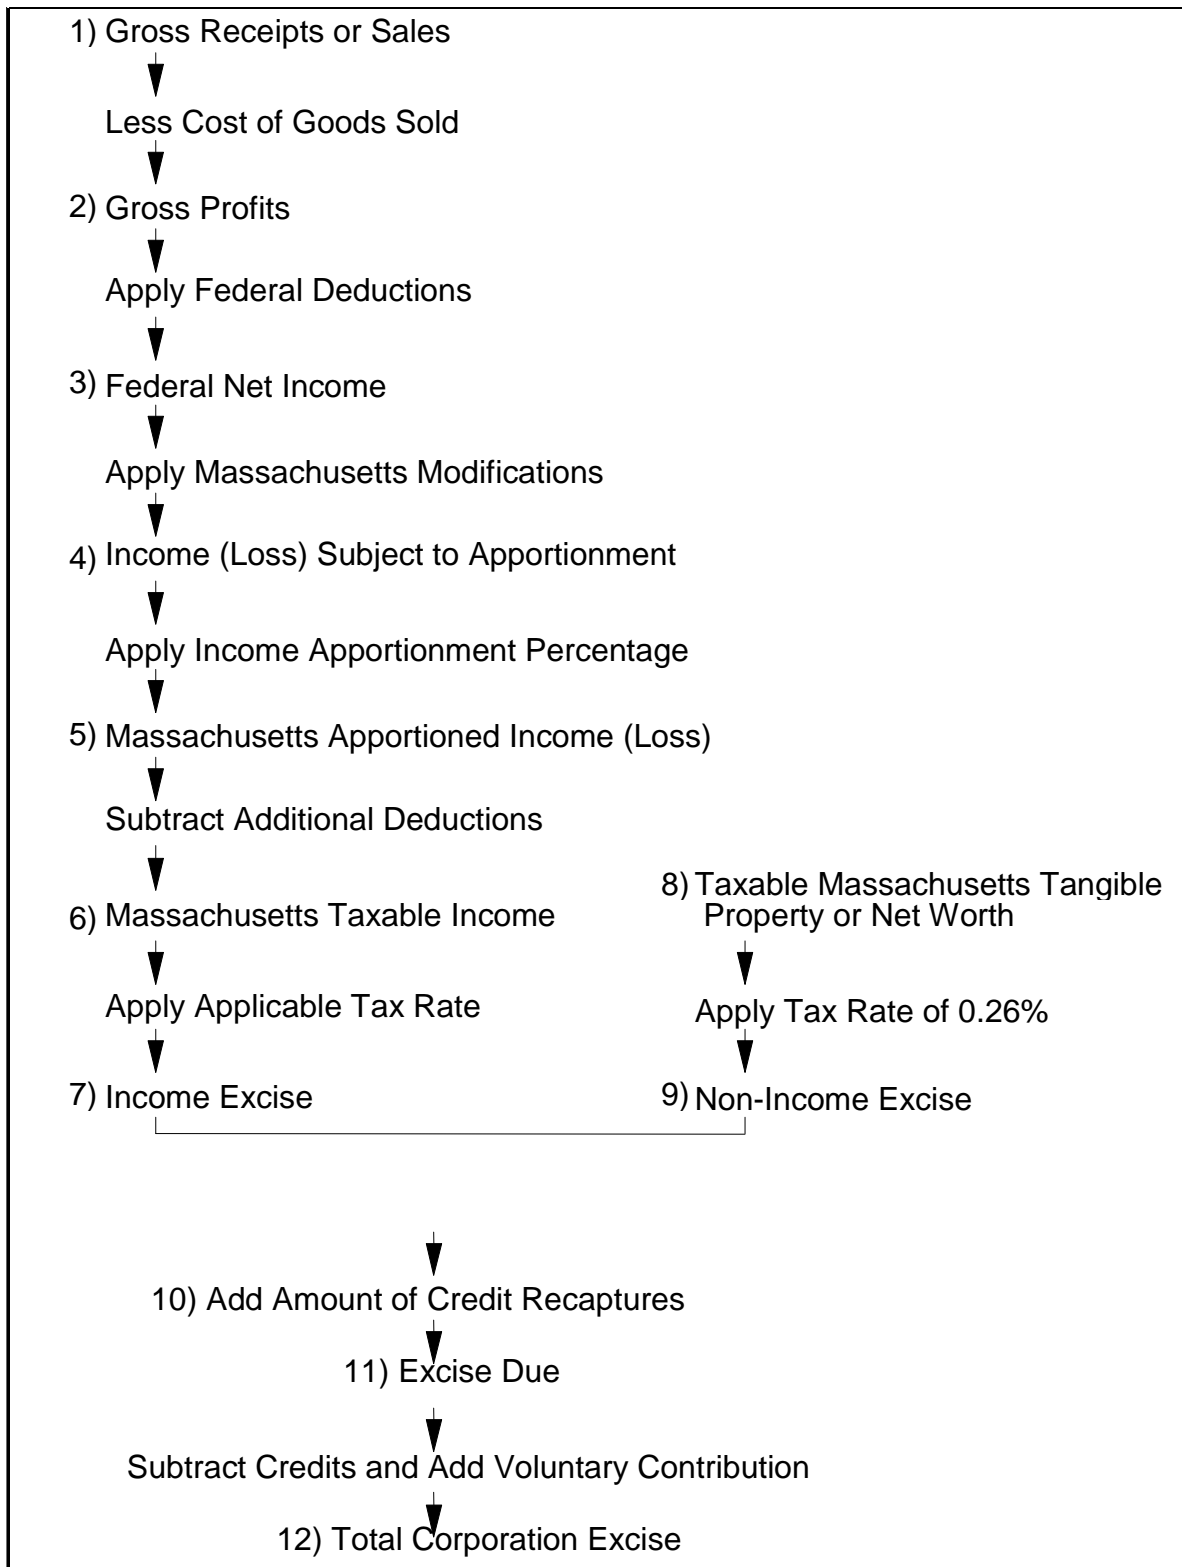 1) Gross Receipts or Sales
Less Cost of Goods Sold
2) Gross Profits
Apply Federal Deductions
3) Federal Net Income
Apply Massachusetts Modifications
4) Income (Loss) Subject to Apportionment
Apply Income Apportionment Percentage
5) Massachusetts Apportioned Income (Loss)
Subtract Additional Deductions
6) Massachusetts Taxable Income
Apply Applicable Tax Rate
7) Income Excise
8) Taxable Massachusetts Tangible
Property or Net Worth
Apply Tax Rate of 0.26%
9) Non-Income Excise
10) Add Amount of Credit Recaptures
11) Excise Due
Subtract Credits and Add Voluntary Contribution
12) Total Corporation Excise